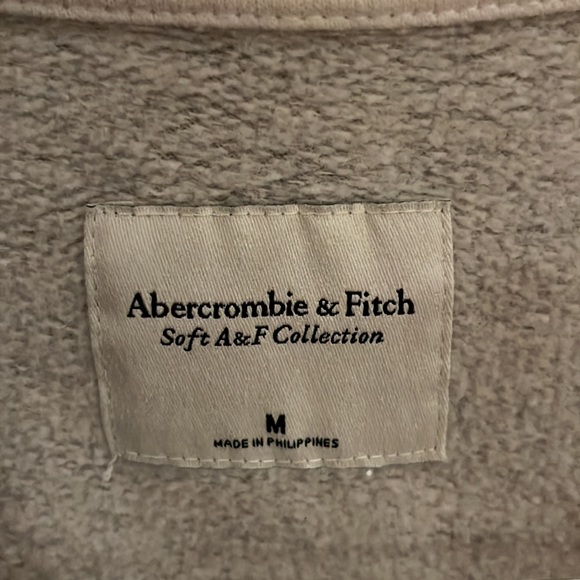 Abercrombie & Fitch
Soft A&F Collection
M
MADE IN PHILIPPINES